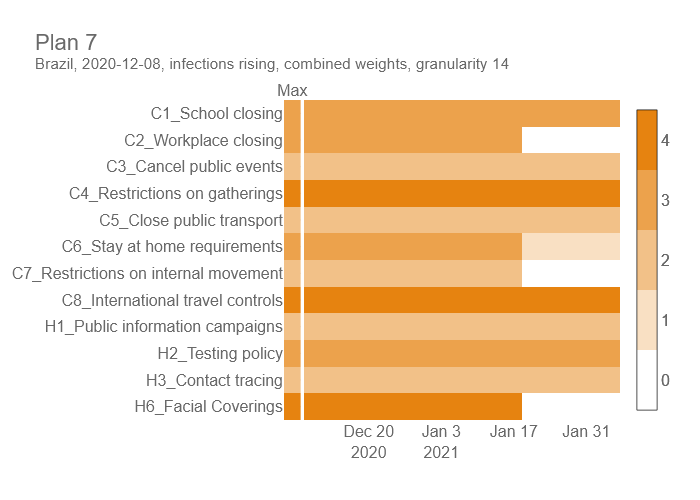 Plan 7
Brazil, 2020-12-08, infections rising, combined weights, granularity 14
Max
C1_School closing
C2_Workplace closing
C3_Cancel public events
C4_Restrictions on gatherings
C5_Close public transport
C6_Stay at home requirements
C7_Restrictions on internal movement
C8_International travel controls
H1_Public information campaigns
H2_Testing policy
H3_Contact tracing
H6_Facial Coverings
Dec 20 Jan 3 Jan 17 Jan 31
2020 2021
4
3
2
1
0